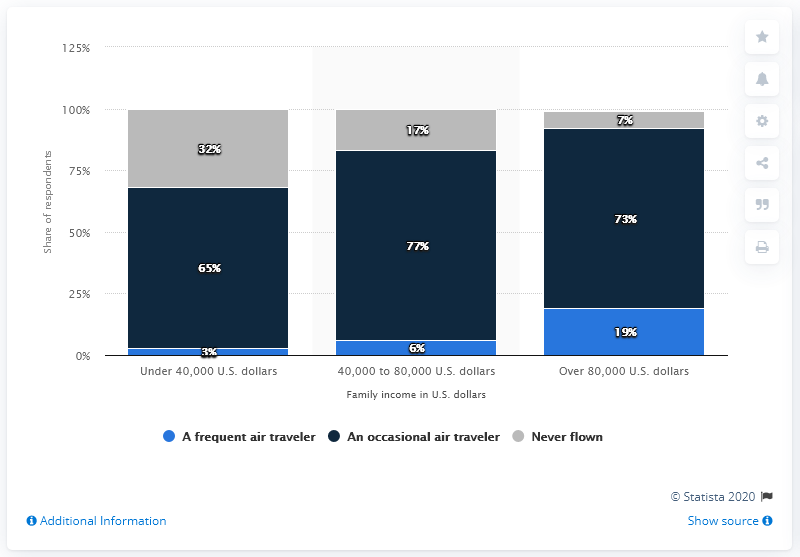 125%
100%
75%
50%
25%
0%
Share of respondents
32%
65%
3%
17%
77%
6%
7%
73%
19%
Under 40,000 U.S. dollars
40,000 to 80,000 U.S. dollars
Over 80,000 U.S. dollars
Family income in U.S. dollars
A frequent air traveler
An occasional air traveler
Never flown
© Statista 2020
Additional Information
Show source